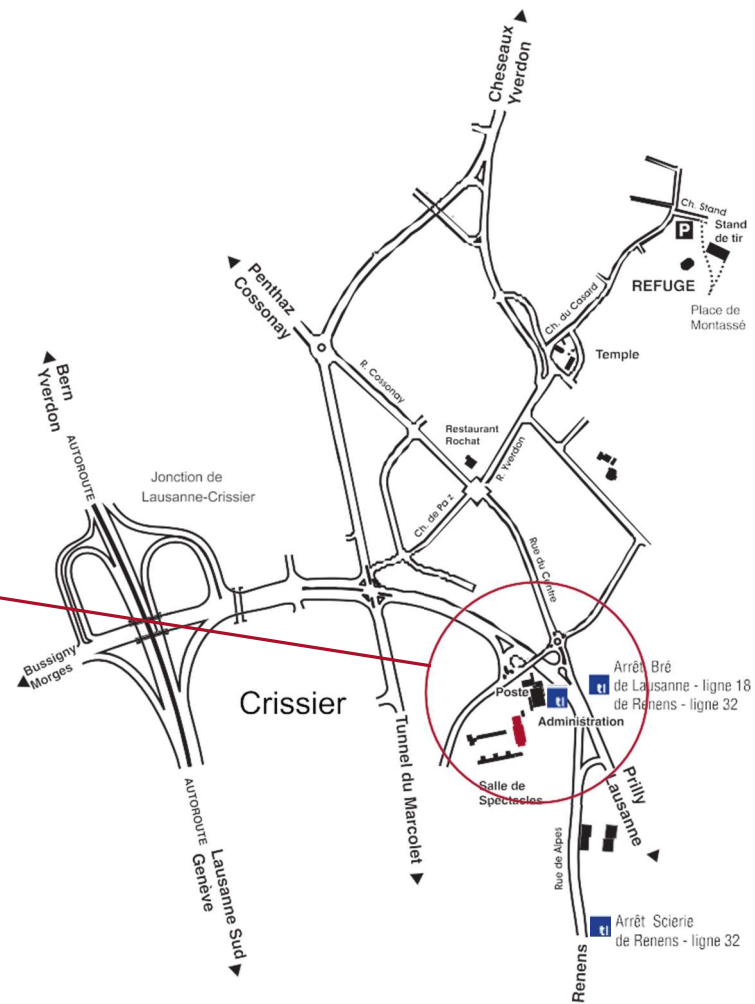 Cheseaux
Yverdon
Ch. Stand
P
Stand
de tir
REFUGE
Place de
Montassé
Penthaz
Cossonay
Ch. du Casard
Temple
Bern
Yverdon
AUTOROUTE
R. Cossonay
Restaurant
Rochat
R. Yverdon
Jonction de
Lausanne-Crissier
Ch. de Paz
Rue du Centre
Bussigny
Morges
Crissier
Poste
tl
Administration
tl
Arrêt Bré
de Lausanne - ligne 18
de Renens - ligne 32
Salle de
Spectacles
Tunnel du Marcolet
Prilly
Lausanne
AUTOROUTE
Lausanne Sud
Genève
Rue de Alpes
tl
Arrêt Scierie
de Renens - ligne 32
Renens